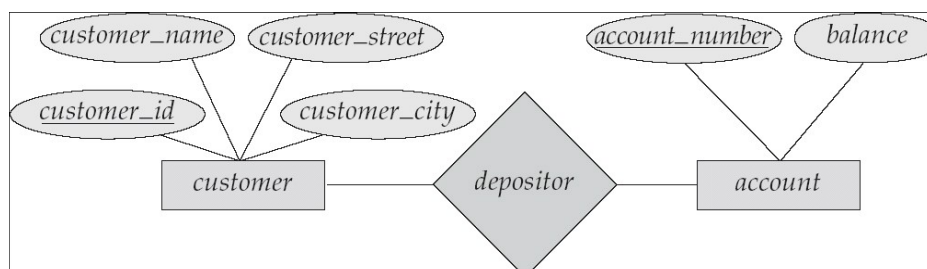 customer_name customer_street account_number balance
customer_id customer_city
customer depositor account